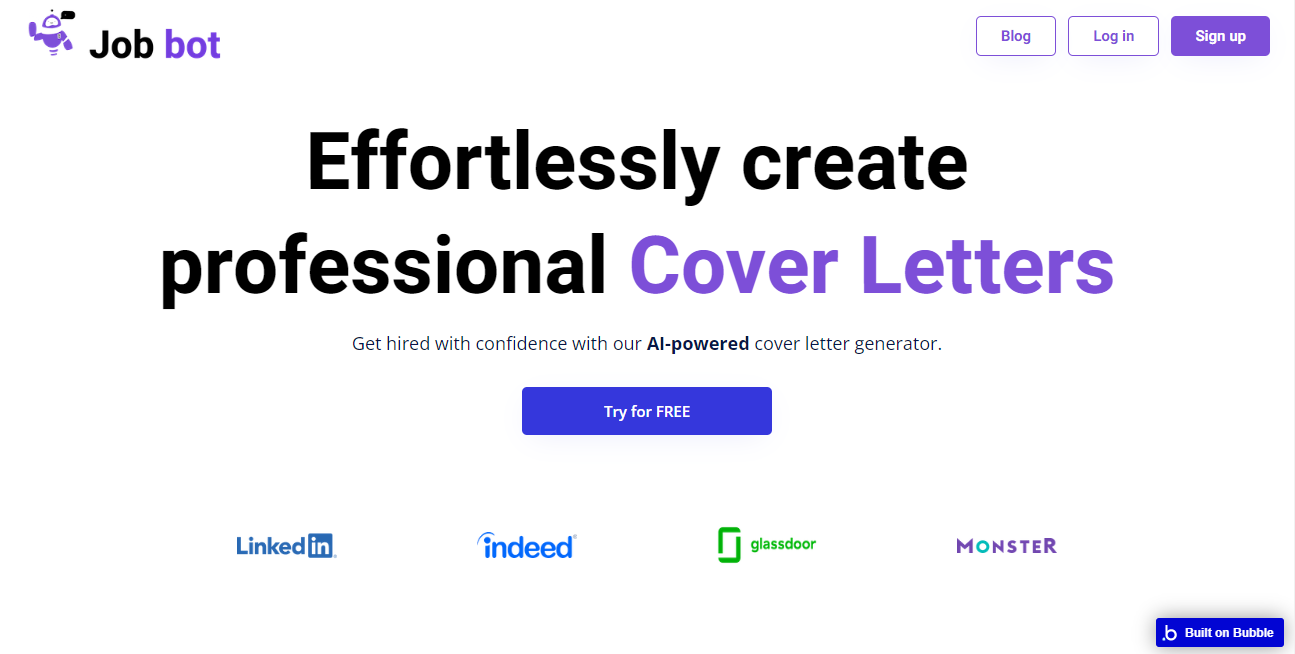 Job bot
Blog
Log in
Sign up
Effortlessly create
professional Cover Letters
Get hired with confidence with our AI-powered cover letter generator.
Try for FREE
Linkedin
indeed
glassdoor
MONSTER
Built on Bubble